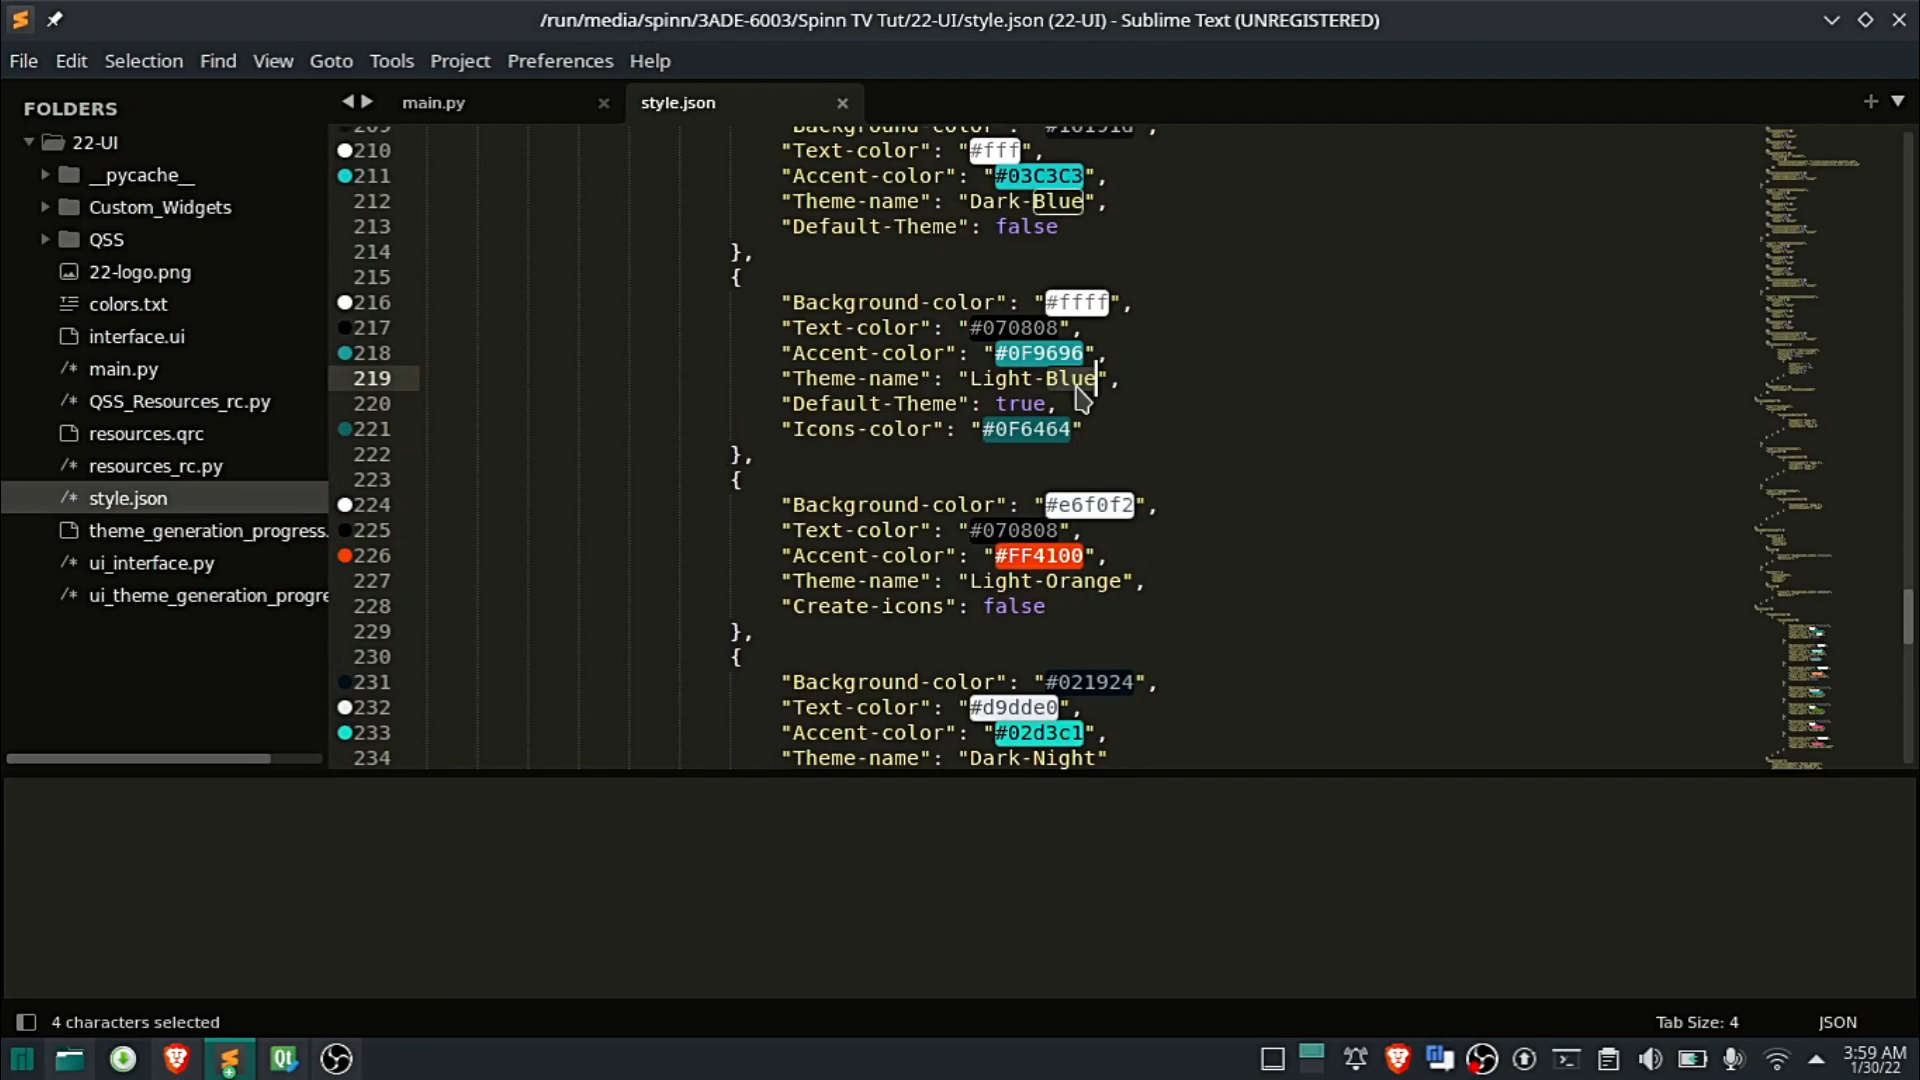 /run/media/spinn/3ADE-6003/Spinn TV Tut/22-UI/style.json (22-UI) - Sublime Text (UNREGISTERED)
File Edit Selection Find View Goto Tools Project Preferences Help
FOLDERS
22-UI
__pycache__
Custom_Widgets
QSS
22-logo.png
colors.txt
interface.ui
/* main.py
/* QSS_Resources_rc.py
resources.qrc
/* resources_rc.py
/* style.json
theme_generation_progress.
/* ui_interface.py
/* ui_theme_generation_progre
main.py
style.json
209 "Background-color": "#16191d",
210 "Text-color": "#fff",
211 "Accent-color": "#03C3C3",
212 "Theme-name": "Dark-Blue",
213 "Default-Theme": false
214 },
215 {
216 "Background-color": "#ffff",
217 "Text-color": "#070808",
218 "Accent-color": "#0F9696",
219 "Theme-name": "Light-Blue",
220 "Default-Theme": true,
221 "Icons-color": "#0F6464"
222 },
223 {
224 "Background-color": "#e6f0f2",
225 "Text-color": "#070808",
226 "Accent-color": "#FF4100",
227 "Theme-name": "Light-Orange",
228 "Create-icons": false
229 },
230 {
231 "Background-color": "#021924",
232 "Text-color": "#d9dde0",
233 "Accent-color": "#02d3c1",
234 "Theme-name": "Dark-Night"
4 characters selected
Tab Size: 4
JSON
Qt
3:59 AM
1/30/22